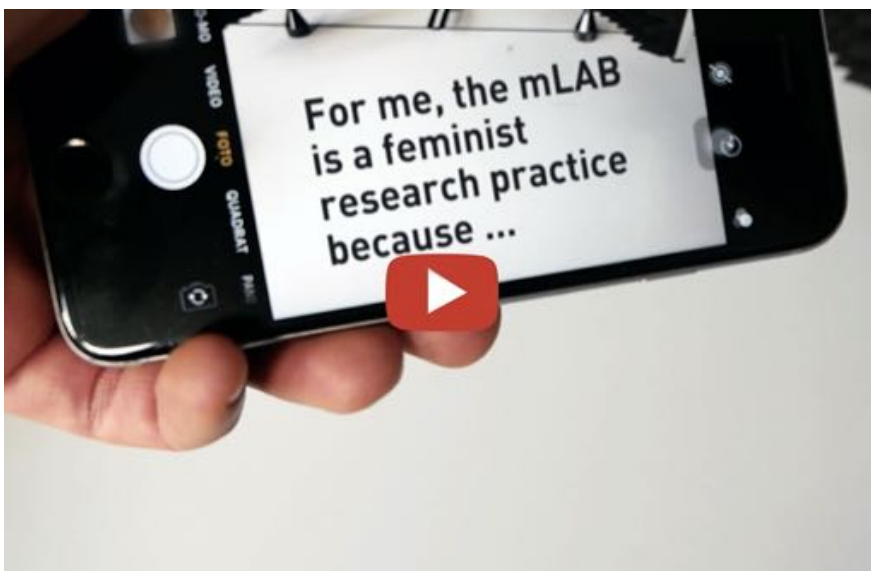 For me, the mLAB
is a feminist
research practice
because ...
VIDEO
FOTO
QUADRAT